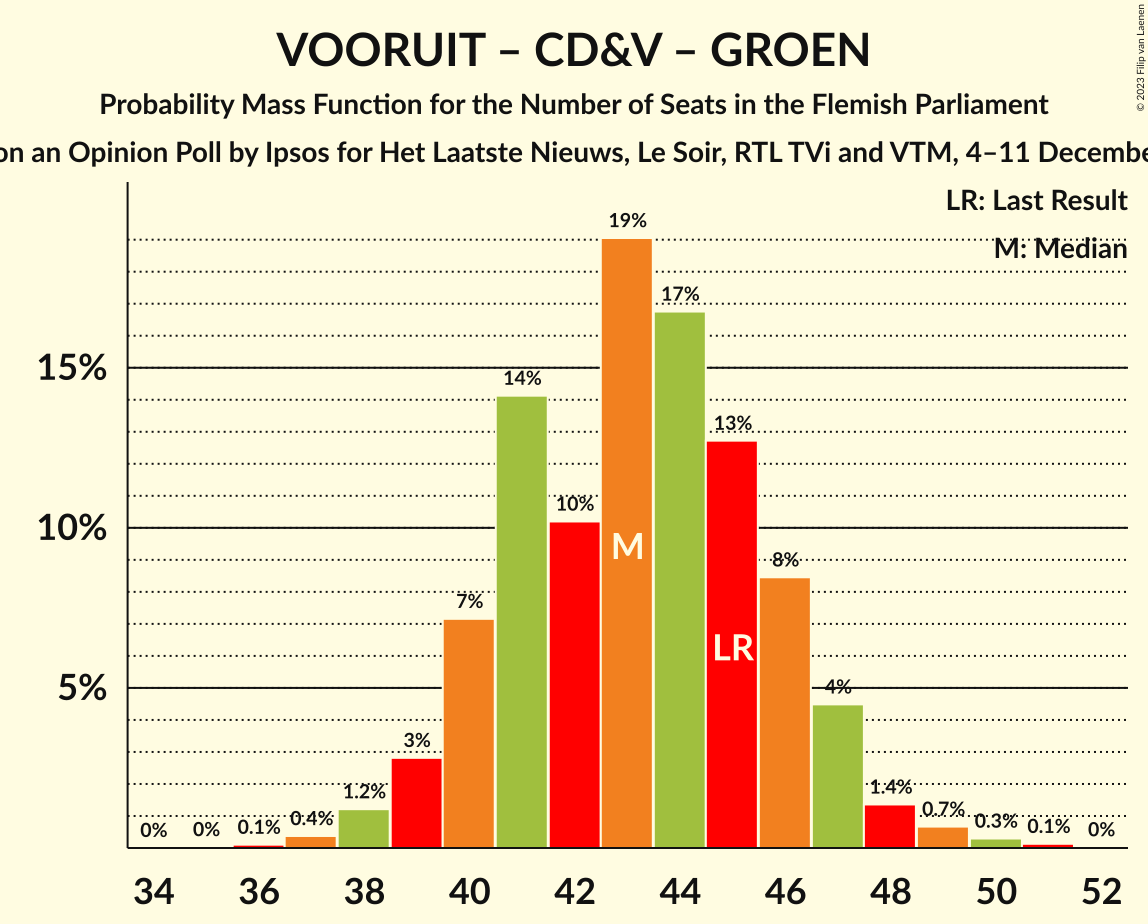 © 2023 Filip van Laenen
VOORUIT – CD&V – GROEN
Probability Mass Function for the Number of Seats in the Flemish Parliament
on an Opinion Poll by Ipsos for Het Laatste Nieuws, Le Soir, RTL TVi and VTM, 4–11 Decembe
LR: Last Result
M: Median
19%
17%
15%
14%
13%
10%
10%
M
8%
7%
LR
5%
4%
3%
1.2%
1.4%
0% 0% 0.1% 0.4% 0.7% 0.3% 0.1% 0%
34 36 38 40 42 44 46 48 50 52